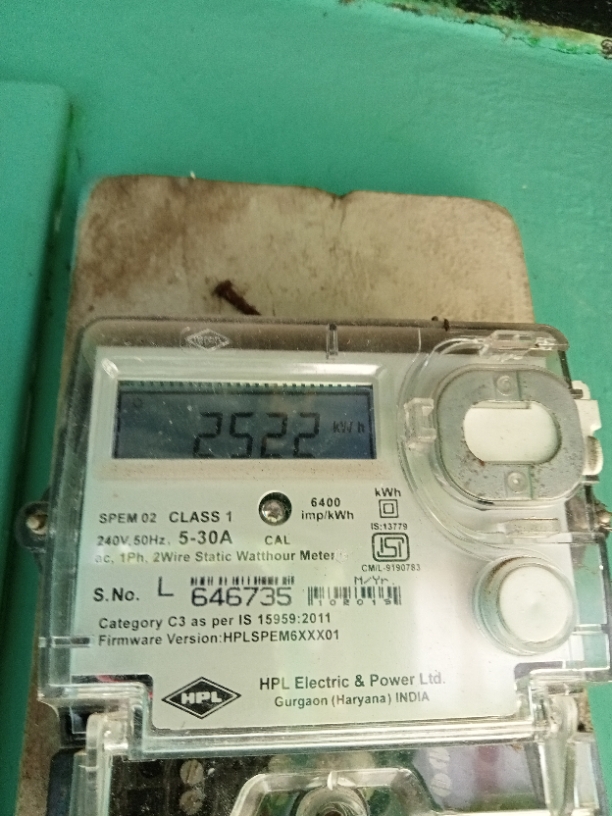 2522 kWh
SPEM 02 CLASS 1
6400
imp/kWh
kWh
240V, 50Hz, 5-30A
CAL
IS:13779
ac, 1Ph, 2Wire Static Watthour Meter
ISI
CM/L-9190783
S.No. L 646735
M/Yr.
102019
Category C3 as per IS 15959:2011
Firmware Version:HPLSPEM6XXX01
HPL
HPL Electric & Power Ltd.
Gurgaon (Haryana) INDIA